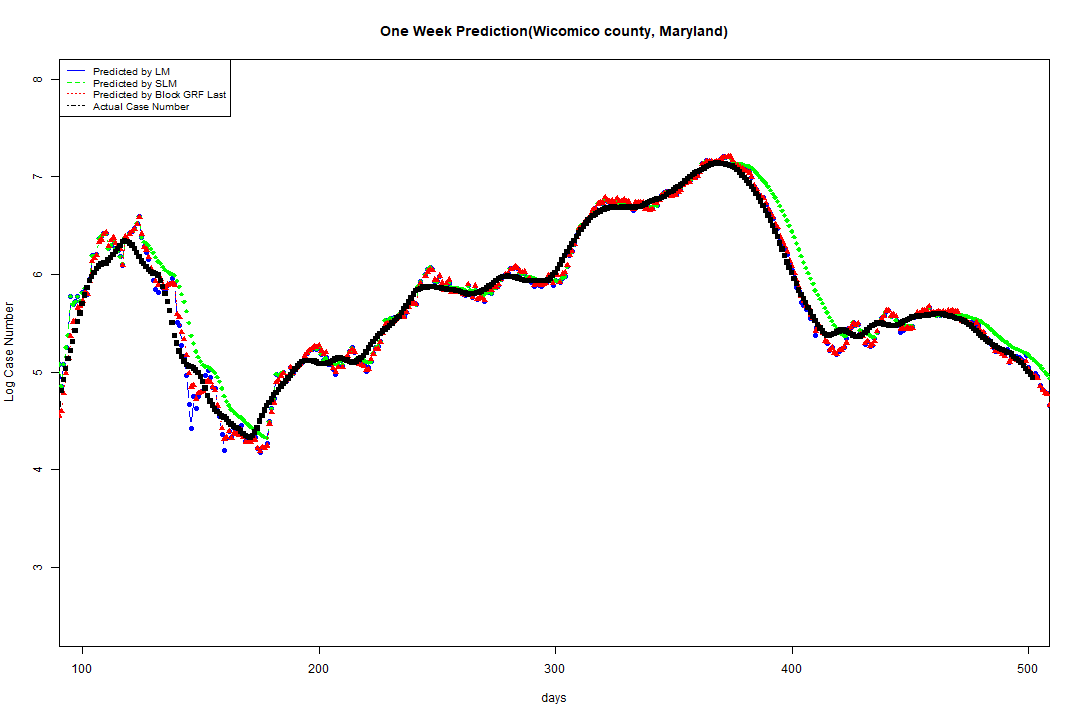 One Week Prediction(Wicomico county, Maryland)
Predicted by LM
Predicted by SLM
Predicted by Block GRF Last
Actual Case Number
8
7
6
5
4
3
Log Case Number
100 200 300 400 500
days